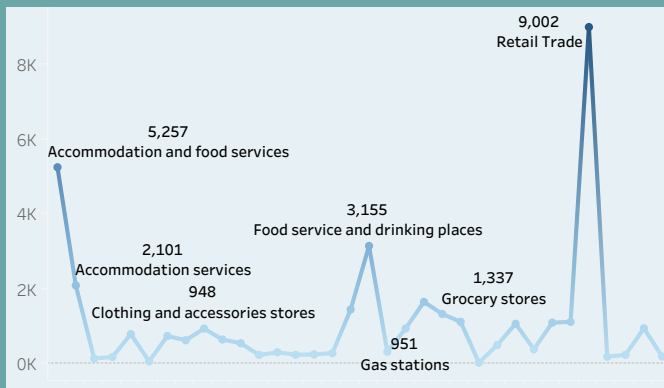 9,002
Retail Trade
8K
6K
5,257
Accommodation and food services
4K
3,155
Food service and drinking places
2,101
Accommodation services
948
Clothing and accessories stores
1,337
Grocery stores
2K
951
Gas stations
0K